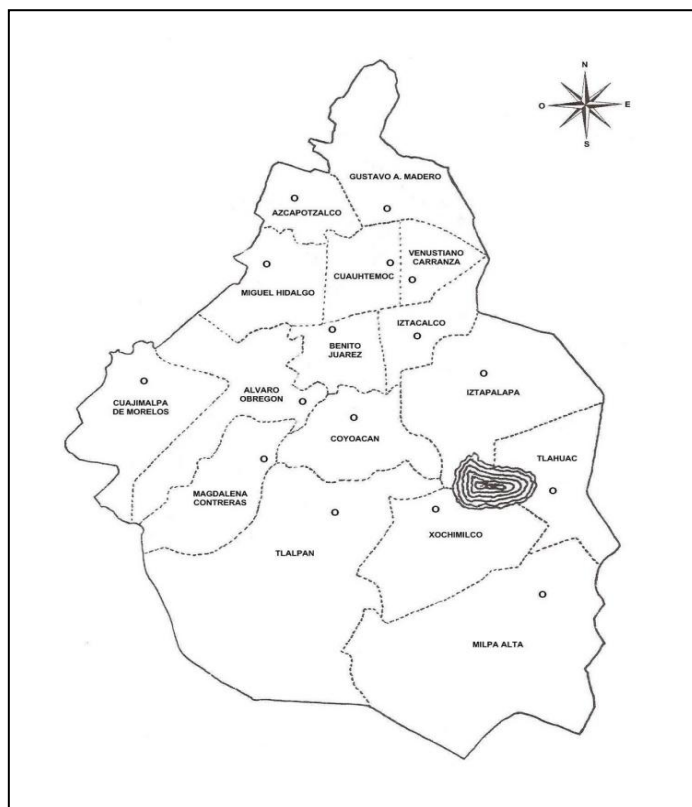 N
O
E
S
GUSTAVO A. MADERO
AZCAPOTZALCO
VENUSTIANO
CARRANZA
CUAUHTEMOC
MIGUEL HIDALGO
IZTACALCO
BENITO
JUAREZ
ALVARO
OBREGON
IZTAPALAPA
CUAJIMALPA
DE MORELOS
COYOACAN
TLAHUAC
MAGDALENA
CONTRERAS
XOCHIMILCO
TLALPAN
MILPA ALTA